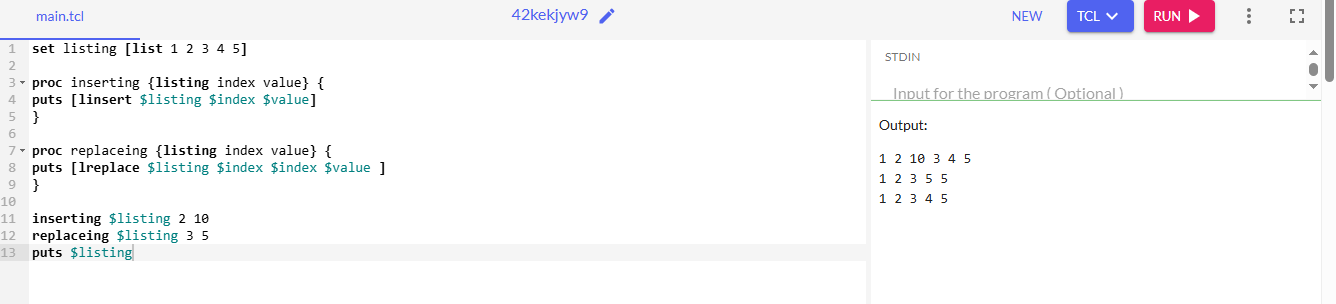 main.tcl
42kekjyw9
NEW
TCL
RUN
1 set listing [list 1 2 3 4 5]
2
3 proc inserting {listing index value} {
4 puts [linsert $listing $index $value]
5 }
6
7 proc replaceing {listing index value} {
8 puts [lreplace $listing $index $index $value ]
9 }
10
11 inserting $listing 2 10
12 replaceing $listing 3 5
13 puts $listing
STDIN
Input for the program ( Optional )
Output:
1 2 10 3 4 5
1 2 3 5 5
1 2 3 4 5